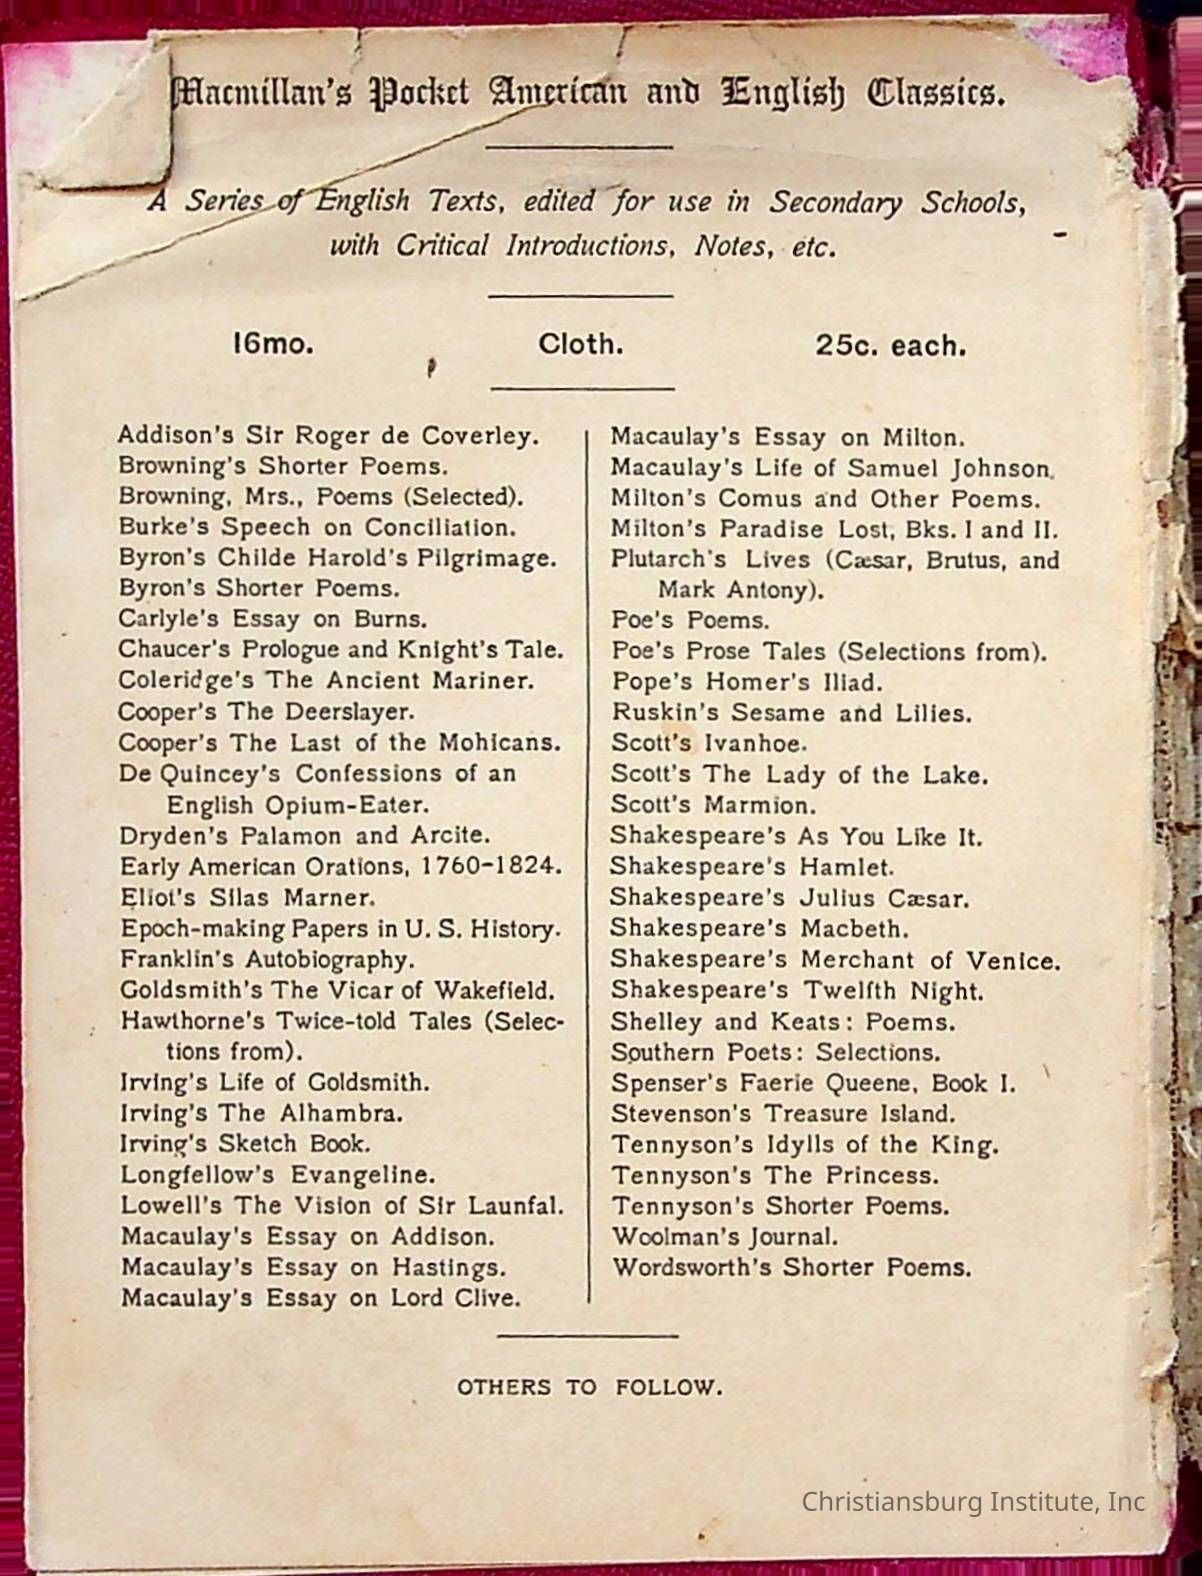 Macmillan's Pocket American and English Classics.
A Series of English Texts, edited for use in Secondary Schools,
with Critical Introductions, Notes, etc.
16mo. Cloth. 25c. each.
Addison's Sir Roger de Coverley.
Browning's Shorter Poems.
Browning, Mrs., Poems (Selected).
Burke's Speech on Conciliation.
Byron's Childe Harold's Pilgrimage.
Byron's Shorter Poems.
Carlyle's Essay on Burns.
Chaucer's Prologue and Knight's Tale.
Coleridge's The Ancient Mariner.
Cooper's The Deerslayer.
Cooper's The Last of the Mohicans.
De Quincey's Confessions of an
English Opium-Eater.
Dryden's Palamon and Arcite.
Early American Orations, 1760-1824.
Eliot's Silas Marner.
Epoch-making Papers in U. S. History.
Franklin's Autobiography.
Goldsmith's The Vicar of Wakefield.
Hawthorne's Twice-told Tales (Selec-
tions from).
Irving's Life of Goldsmith.
Irving's The Alhambra.
Irving's Sketch Book.
Longfellow's Evangeline.
Lowell's The Vision of Sir Launfal.
Macaulay's Essay on Addison.
Macaulay's Essay on Hastings.
Macaulay's Essay on Lord Clive.
Macaulay's Essay on Milton.
Macaulay's Life of Samuel Johnson.
Milton's Comus and Other Poems.
Milton's Paradise Lost, Bks. I and II.
Plutarch's Lives (Cæsar, Brutus, and
Mark Antony).
Poe's Poems.
Poe's Prose Tales (Selections from).
Pope's Homer's Iliad.
Ruskin's Sesame and Lilies.
Scott's Ivanhoe.
Scott's The Lady of the Lake.
Scott's Marmion.
Shakespeare's As You Like It.
Shakespeare's Hamlet.
Shakespeare's Julius Cæsar.
Shakespeare's Macbeth.
Shakespeare's Merchant of Venice.
Shakespeare's Twelfth Night.
Shelley and Keats: Poems.
Southern Poets: Selections.
Spenser's Faerie Queene, Book I.
Stevenson's Treasure Island.
Tennyson's Idylls of the King.
Tennyson's The Princess.
Tennyson's Shorter Poems.
Woolman's Journal.
Wordsworth's Shorter Poems.
OTHERS TO FOLLOW.
Christiansburg Institute, Inc